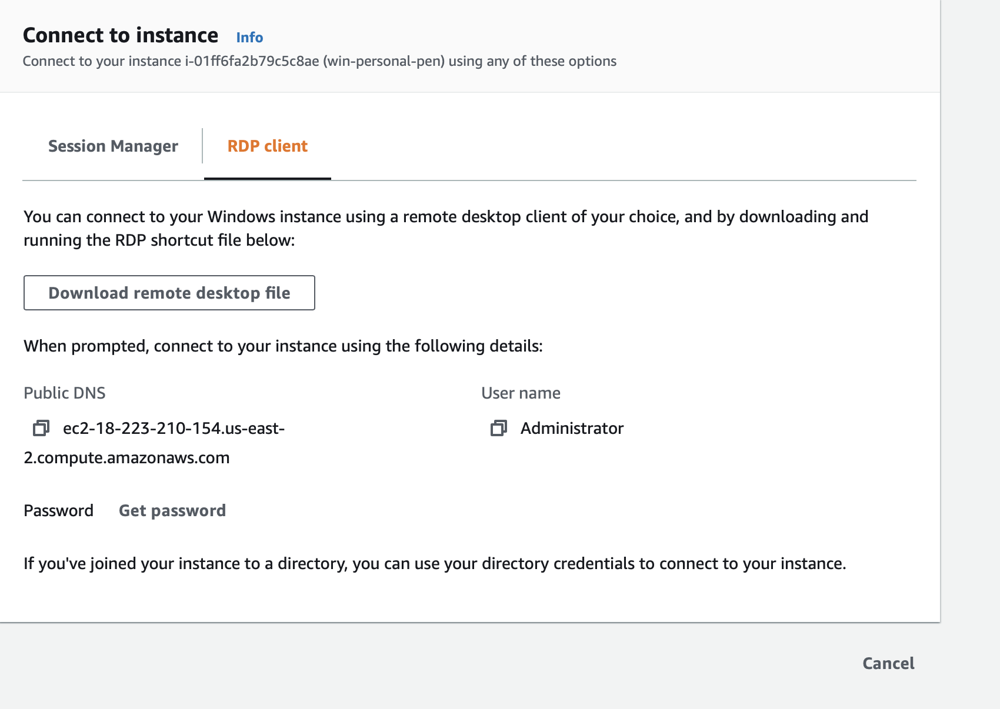 Connect to instance Info
Connect to your instance i-01ff6fa2b79c5c8ae (win-personal-pen) using any of these options
Session Manager RDP client
You can connect to your Windows instance using a remote desktop client of your choice, and by downloading and
running the RDP shortcut file below:
Download remote desktop file
When prompted, connect to your instance using the following details:
Public DNS User name
ec2-18-223-210-154.us-east- Administrator
2.compute.amazonaws.com
Password Get password
If you've joined your instance to a directory, you can use your directory credentials to connect to your instance.
Cancel